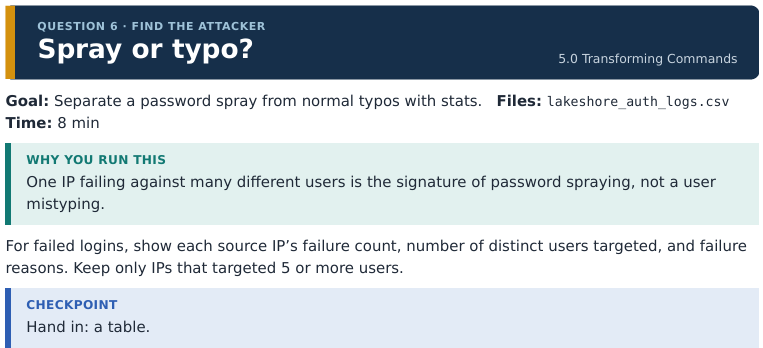 QUESTION 6 · FIND THE ATTACKER
Spray or typo?
5.0 Transforming Commands
Goal: Separate a password spray from normal typos with stats. Files: lakeshore_auth_logs.csv
Time: 8 min
WHY YOU RUN THIS
One IP failing against many different users is the signature of password spraying, not a user
mistyping.
For failed logins, show each source IP’s failure count, number of distinct users targeted, and failure
reasons. Keep only IPs that targeted 5 or more users.
CHECKPOINT
Hand in: a table.